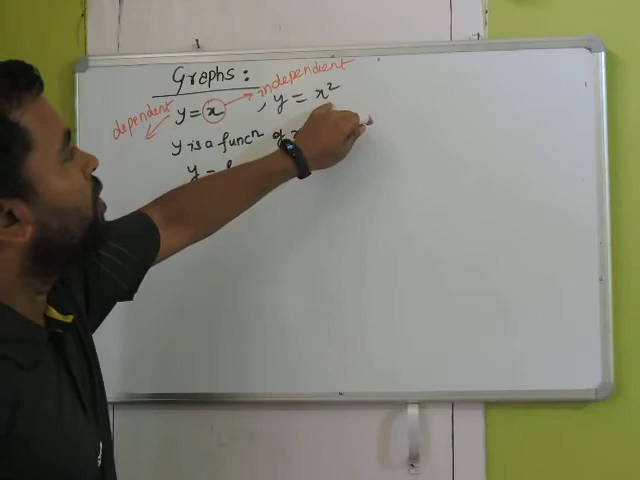 Graphs:
dependent y = x independent, y = x²
y is a funcⁿ of x
y =